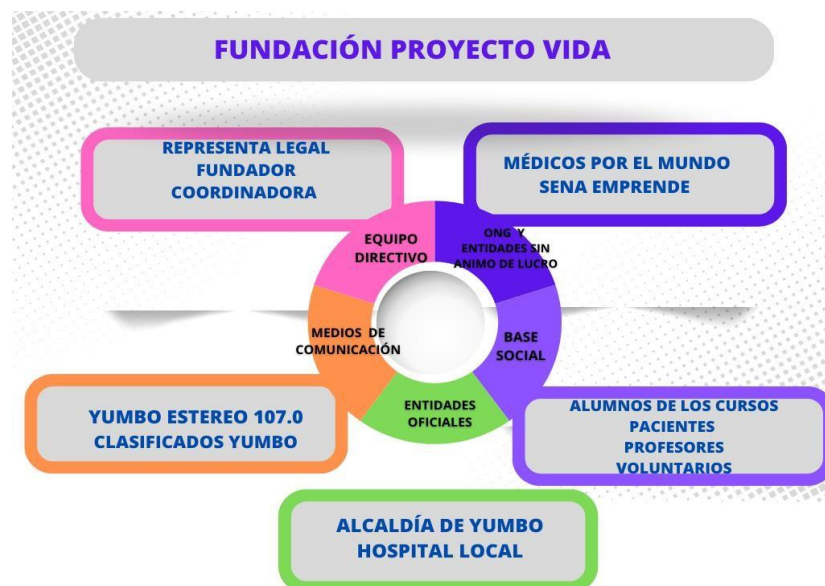 FUNDACIÓN PROYECTO VIDA
REPRESENTA LEGAL
FUNDADOR
COORDINADORA
MÉDICOS POR EL MUNDO
SENA EMPRENDE
EQUIPO
DIRECTIVO
ONG Y
ENTIDADES SIN
ANIMO DE LUCRO
MEDIOS DE
COMUNICACIÓN
BASE
SOCIAL
ENTIDADES
OFICIALES
YUMBO ESTEREO 107.0
CLASIFICADOS YUMBO
ALUMNOS DE LOS CURSOS
PACIENTES
PROFESORES
VOLUNTARIOS
ALCALDÍA DE YUMBO
HOSPITAL LOCAL